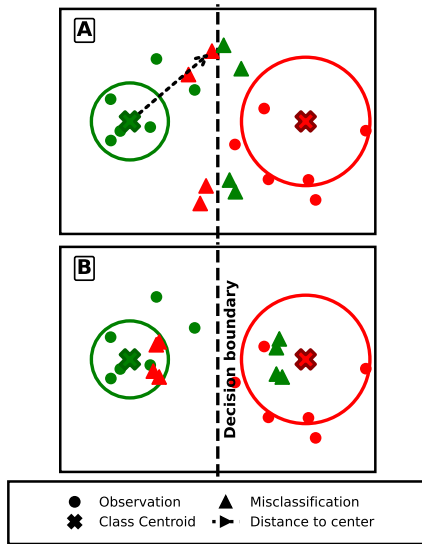 A
B
Decision boundary
Observation
Misclassification
Class Centroid
Distance to center